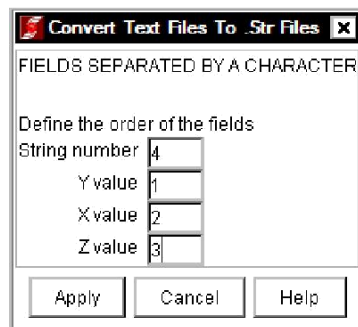 Convert Text Files To .Str Files
FIELDS SEPARATED BY A CHARACTER
Define the order of the fields
String number 4
Y value 1
X value 2
Z value 3
Apply Cancel Help